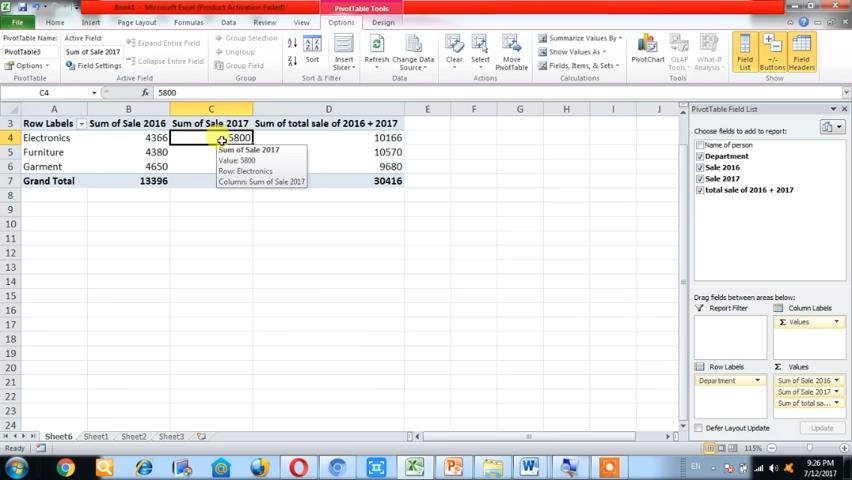 Book1 - Microsoft Excel (Product Activation Failed)
PivotTable Tools
File Home Insert Page Layout Formulas Data Review View Options Design
PivotTable Name: Active Field:
PivotTable3 Sum of Sale 2017
Options Field Settings
Expand Entire Field
Collapse Entire Field
Group Selection
Ungroup
Group Field
Sort Insert Slicer Refresh Change Data Source Clear Select Move PivotTable
Summarize Values By
Show Values As
Fields, Items, & Sets
PivotChart OLAP Tools What-If Analysis Field List +/- Buttons Field Headers
PivotTable Active Field Group Sort & Filter Data Actions Calculations Tools Show
C4 fx 5800
A B C D E F G H I J
3 Row Labels Sum of Sale 2016 Sum of Sale 2017 Sum of total sale of 2016 + 2017
4 Electronics 4366 5800 10166
5 Furniture 4380 10570
6 Garment 4650 9680
7 Grand Total 13396 30416
Sum of Sale 2017
Value: 5800
Row: Electronics
Column: Sum of Sale 2017
8
9
10
11
12
13
14
15
16
17
18
19
20
21
22
23
24
PivotTable Field List
Choose fields to add to report:
Name of person
Department
Sale 2016
Sale 2017
total sale of 2016 + 2017
Drag fields between areas below:
Report Filter Column Labels
Σ Values
Row Labels Σ Values
Department Sum of Sale 2016
Sum of Sale 2017
Sum of total sa...
Defer Layout Update Update
Sheet6 Sheet1 Sheet2 Sheet3
Ready 115%
EN 9:26 PM
7/12/2017